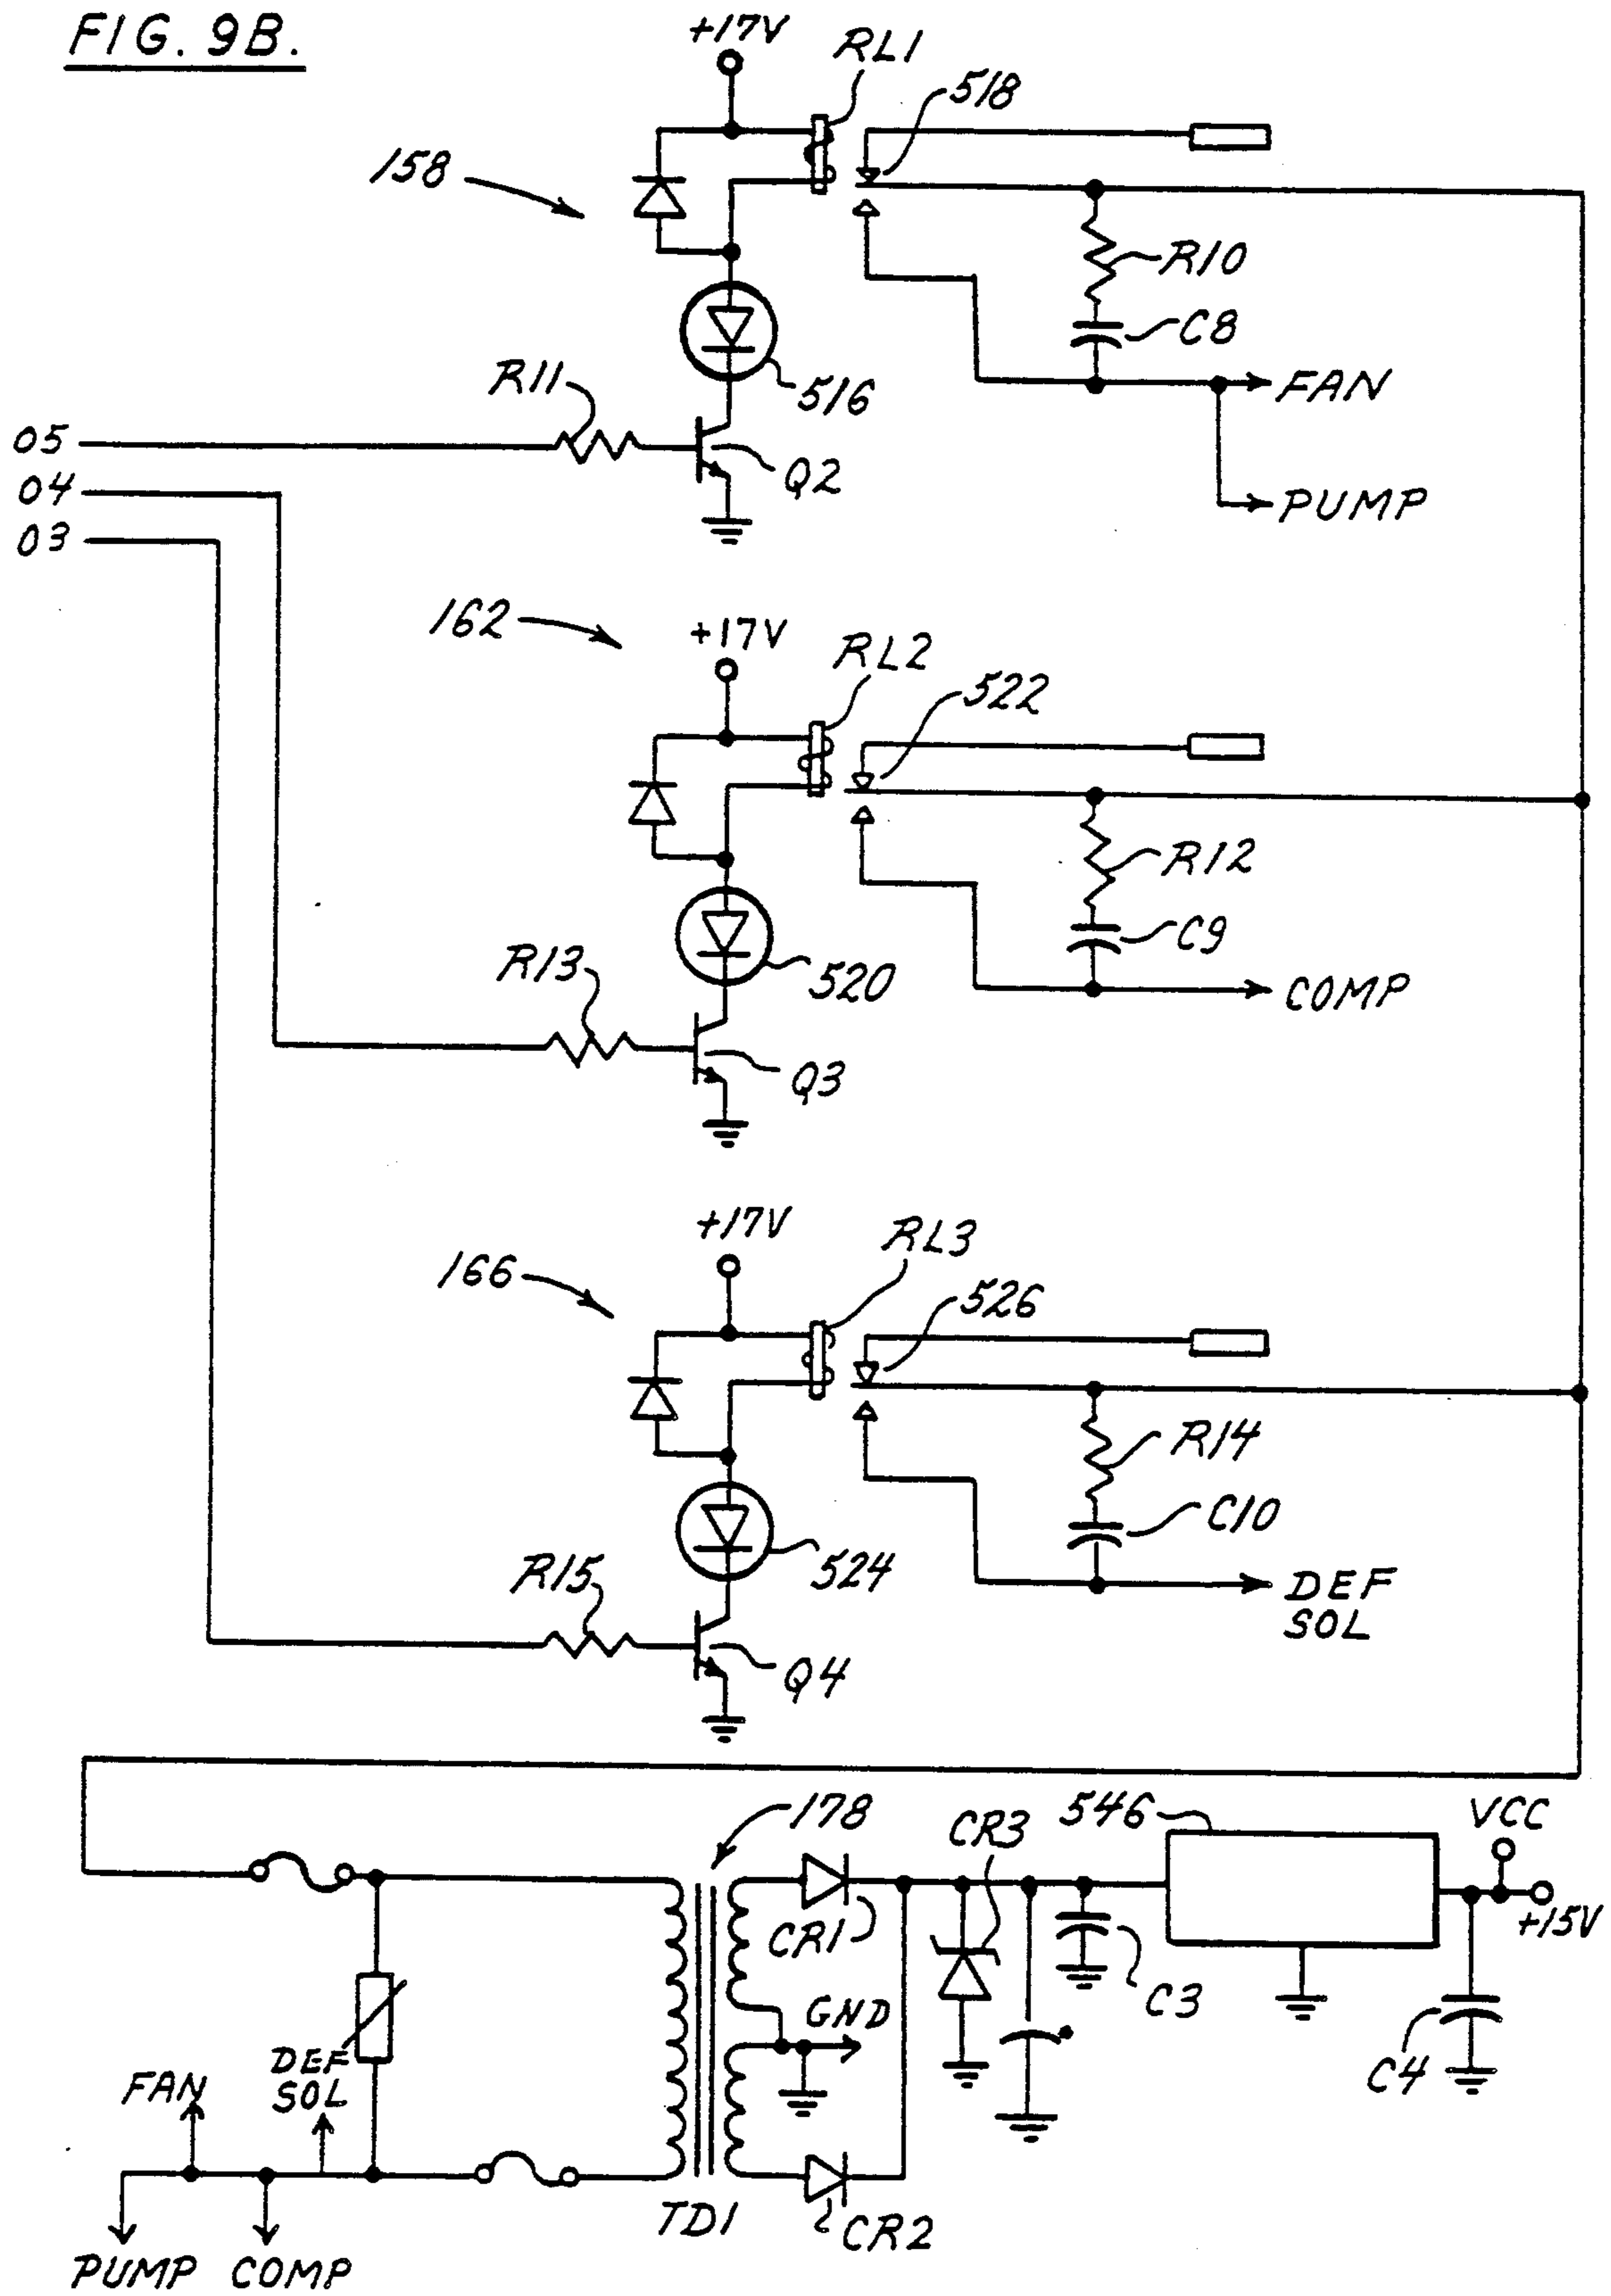 FIG. 9B.
+17V
RL1
518
158
R10
C8
R11
516
FAN
05
Q2
04
PUMP
03
162
+17V
RL2
522
R12
C9
R13
520
COMP
Q3
+17V
RL3
166
526
R14
C10
R15
524
DEF
SOL
Q4
178
CR3
546
VCC
CR1
+15V
C3
GND
C4
FAN
DEF
SOL
TD1
CR2
PUMP
COMP